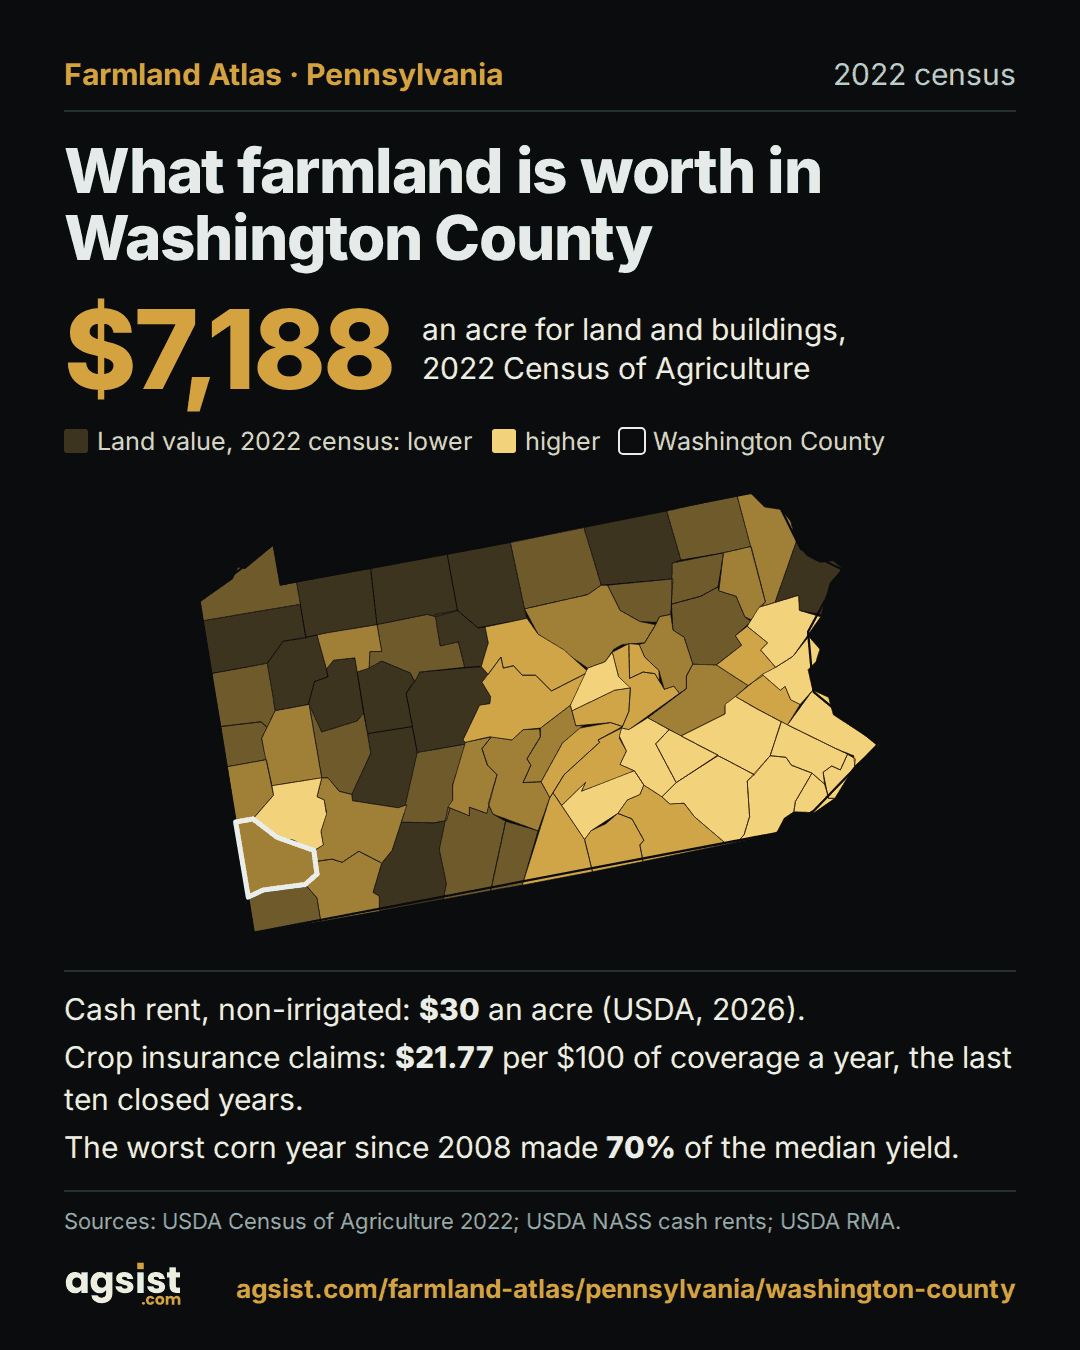 Farmland Atlas · Pennsylvania
2022 census
What farmland is worth in
Washington County
$7,188
an acre for land and buildings,
2022 Census of Agriculture
Land value, 2022 census: lower
higher
Washington County
Cash rent, non-irrigated: $30 an acre (USDA, 2026).
Crop insurance claims: $21.77 per $100 of coverage a year, the last
ten closed years.
The worst corn year since 2008 made 70% of the median yield.
Sources: USDA Census of Agriculture 2022; USDA NASS cash rents; USDA RMA.
agsist
.com
agsist.com/farmland-atlas/pennsylvania/washington-county